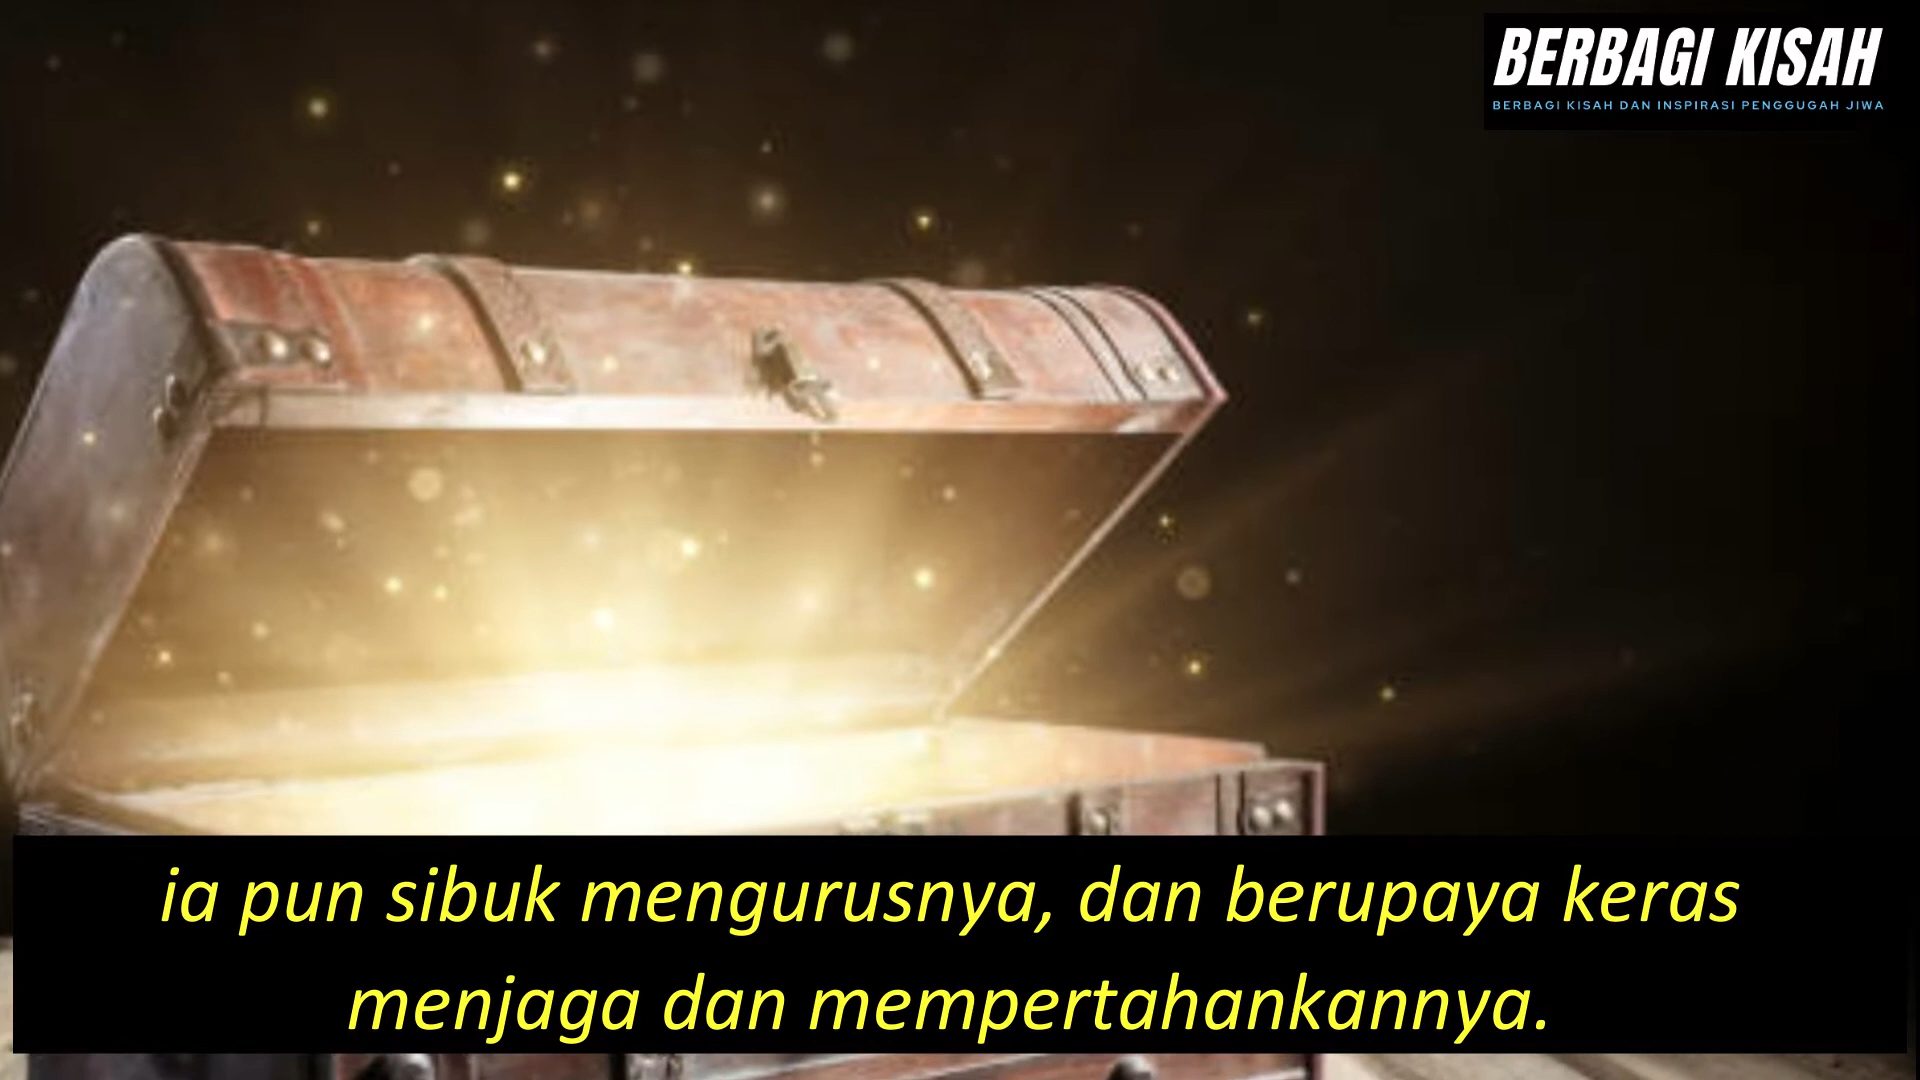 BERBAGI KISAH
BERBAGI KISAH DAN INSPIRASI PENGGUGAH JIWA
ia pun sibuk mengurusnya, dan berupaya keras
menjaga dan mempertahankannya.